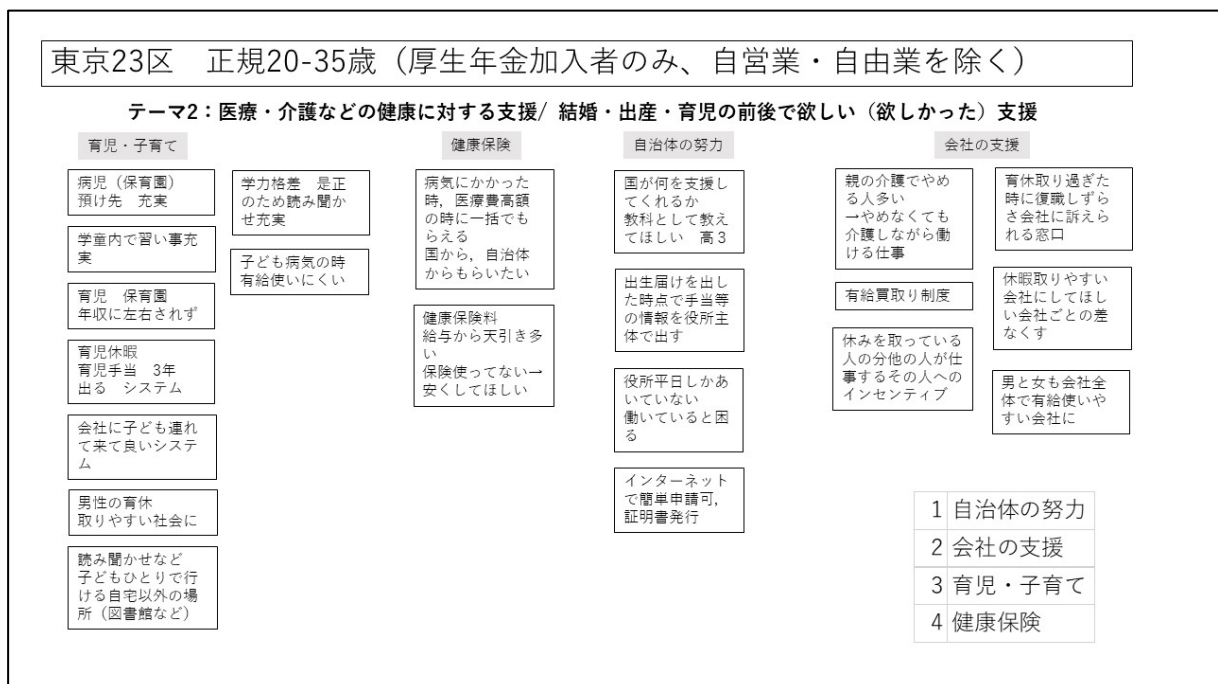 東京23区　正規20-35歳（厚生年金加入者のみ、自営業・自由業を除く）
テーマ2：医療・介護などの健康に対する支援/ 結婚・出産・育児の前後で欲しい（欲しかった）支援
育児・子育て
病児（保育園）
預け先　充実
学童内で習い事充
実
育児　保育園
年収に左右されず
育児休暇
育児手当　3年
出る　システム
会社に子ども連れ
て来て良いシステ
ム
男性の育休
取りやすい社会に
読み聞かせなど
子どもひとりで行
ける自宅以外の場
所（図書館など）
学力格差　是正
のため読み聞か
せ充実
子ども病気の時
有給使いにくい
健康保険
病気にかかった
時，医療費高額
の時に一括でも
らえる
国から，自治体
からもらいたい
健康保険料
給与から天引き多
い
保険使ってない→
安くしてほしい
自治体の努力
国が何を支援し
てくれるか
教科として教え
てほしい　高３
出生届けを出し
た時点で手当等
の情報を役所主
体で出す
役所平日しかあ
いていない
働いていると困
る
インターネット
で簡単申請可，
証明書発行
会社の支援
親の介護でやめ
る人多い
→やめなくても
介護しながら働
ける仕事
有給買取り制度
休みを取っている
人の分他の人が仕
事するその人への
インセンティブ
育休取り過ぎた
時に復職しずら
さ会社に訴えら
れる窓口
休暇取りやすい
会社にしてほし
い会社ごとの差
なくす
男と女も会社全
体で有給使いや
すい会社に
1 自治体の努力
2 会社の支援
3 育児・子育て
4 健康保険